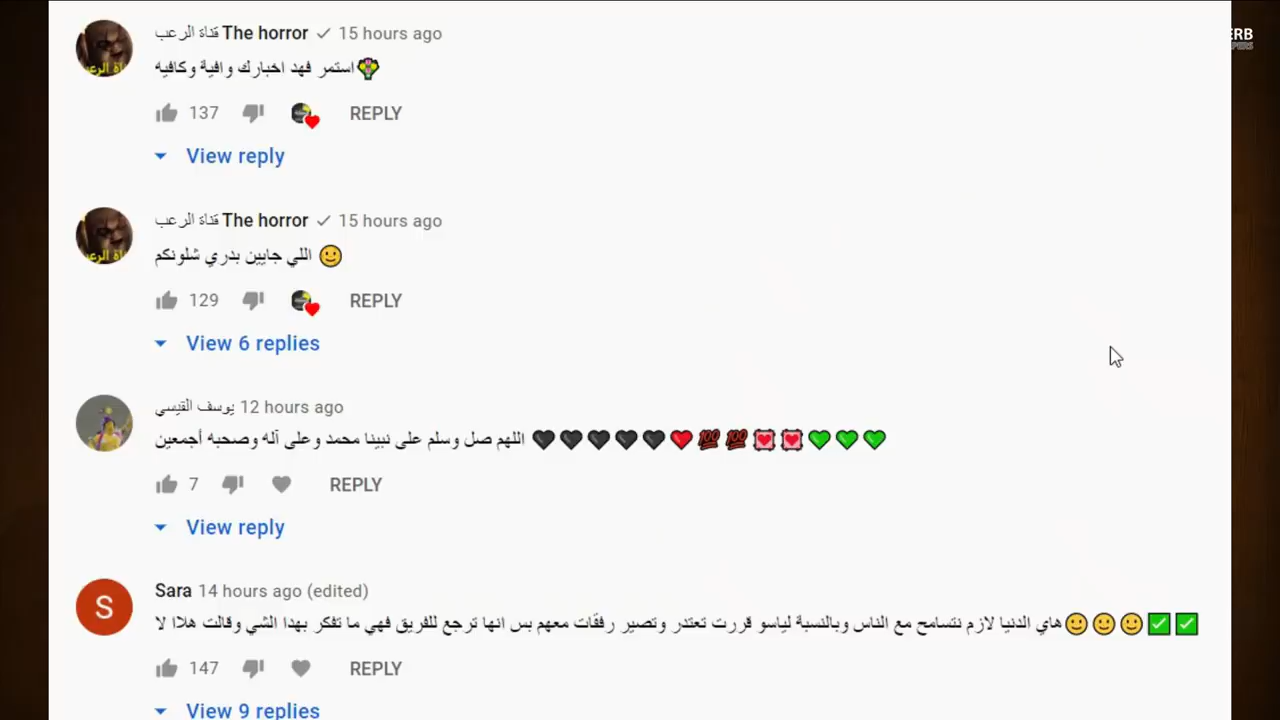 قناة الرعب The horror ✓ 15 hours ago
استمر فهد اخبارك وافية وكافيه
137 REPLY
View reply
قناة الرعب The horror ✓ 15 hours ago
اللي جايين بدري شلونكم 🙂
129 REPLY
View 6 replies
يوسف القيسي 12 hours ago
اللهم صل وسلم على نبينا محمد وعلى آله وصحبه أجمعين 🖤🖤🖤🖤🖤❤️💯💯💟💟💚💚💚
7 REPLY
View reply
S
Sara 14 hours ago (edited)
هاي الدنيا لازم نتسامح مع الناس وبالنسبة لياسو قررت تعتدر وتصير رفقات معهم بس انها ترجع للفريق فهي ما تفكر بهدا الشي وقالت هلاا لا 🙂🙂🙂✅✅
147 REPLY
View 9 replies